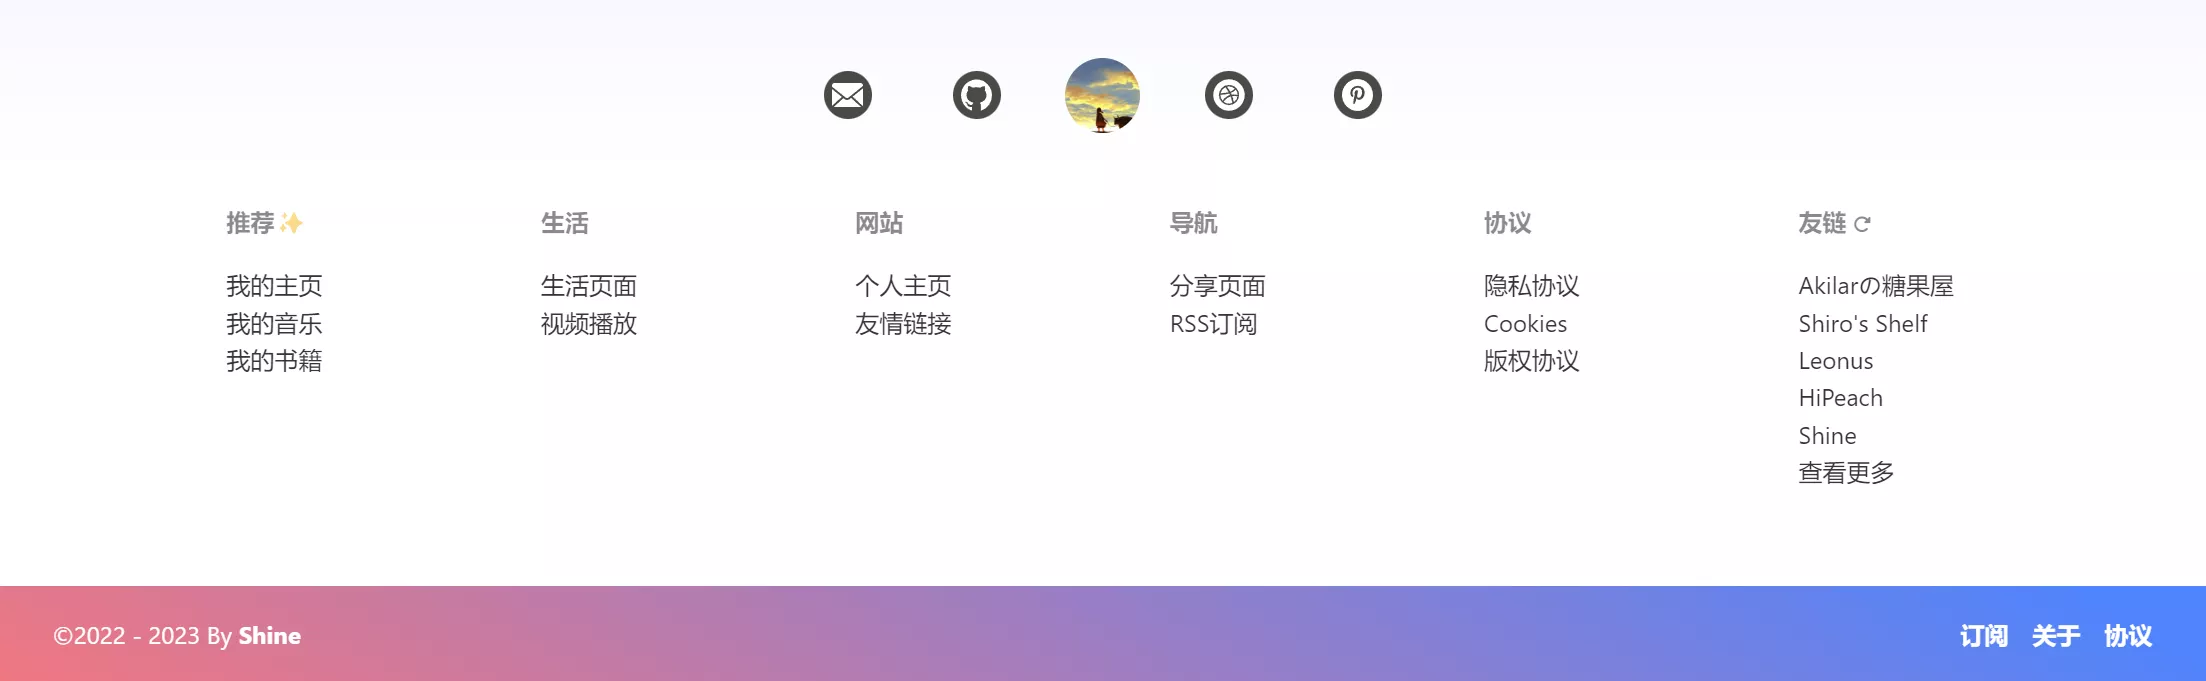 推荐✨
我的主页
我的音乐
我的书籍
生活
生活页面
视频播放
网站
个人主页
友情链接
导航
分享页面
RSS订阅
协议
隐私协议
Cookies
版权协议
友链
Akilarの糖果屋
Shiro's Shelf
Leonus
HiPeach
Shine
查看更多
©2022 - 2023 By Shine
订阅 关于 协议